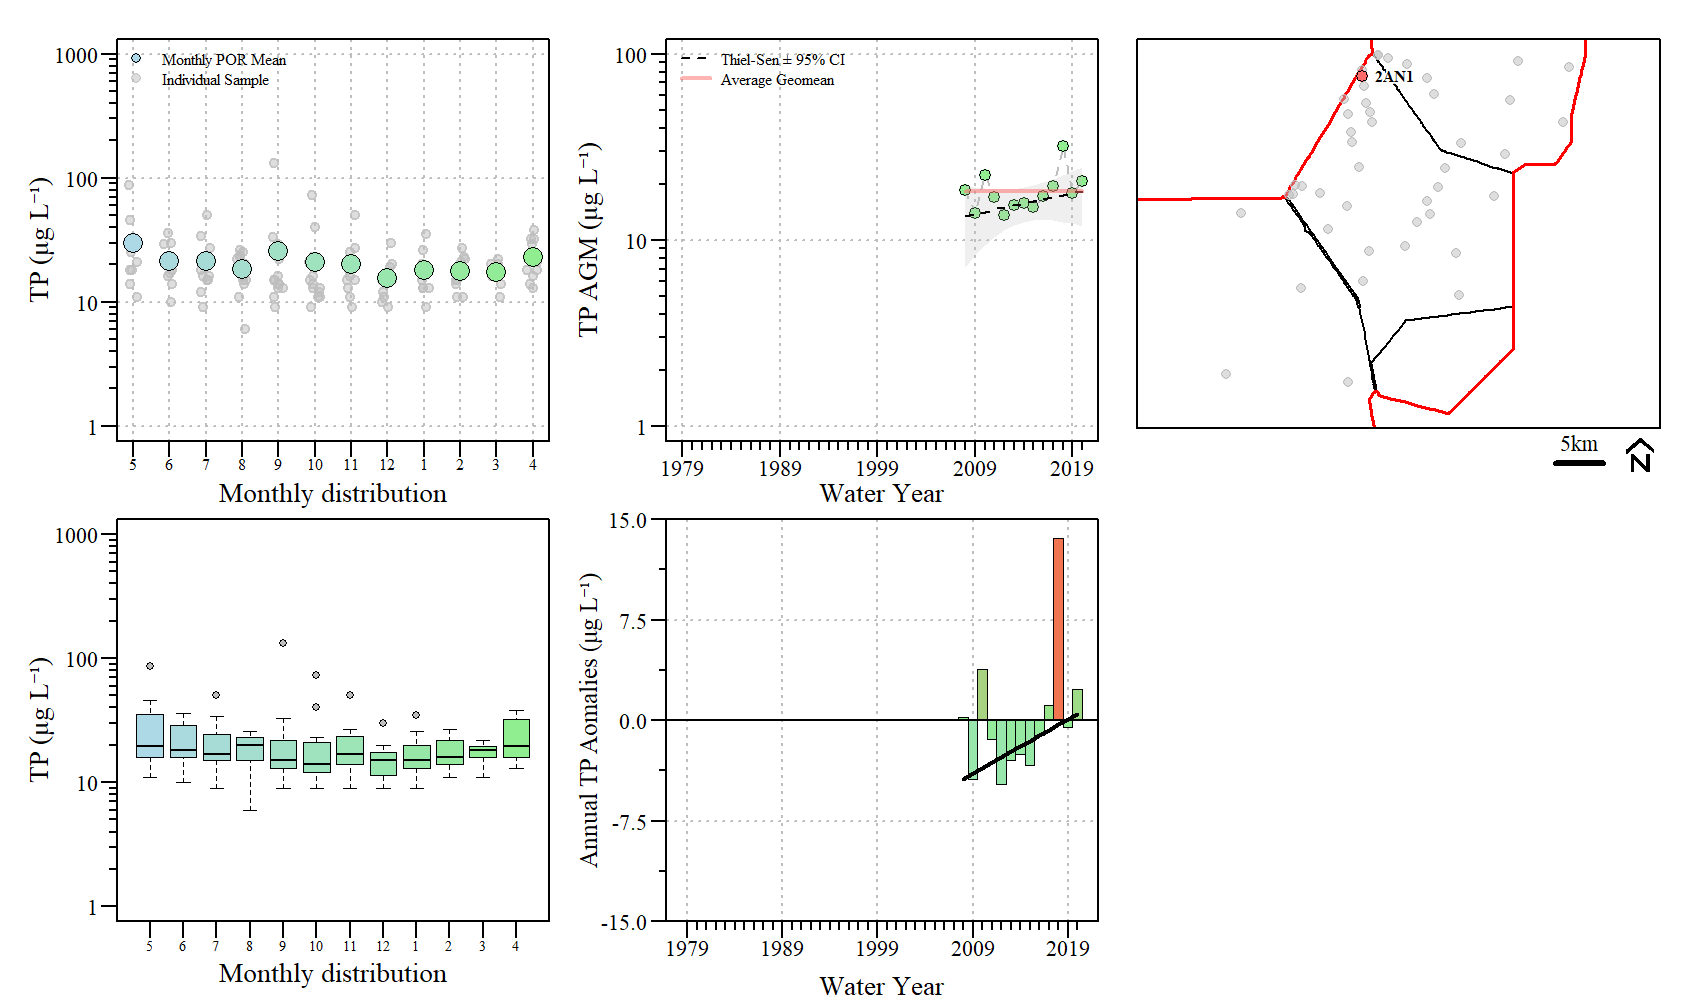 1000
100
10
1
TP (µg L⁻¹)
Monthly POR Mean
Individual Sample
5 6 7 8 9 10 11 12 1 2 3 4
Monthly distribution
100
10
1
TP AGM (µg L⁻¹)
Thiel-Sen ± 95% CI
Average Geomean
1979 1989 1999 2009 2019
Water Year
2AN1
5km
N
1000
100
10
1
TP (µg L⁻¹)
5 6 7 8 9 10 11 12 1 2 3 4
Monthly distribution
15.0
7.5
0.0
-7.5
-15.0
Annual TP Aomalies (µg L⁻¹)
1979 1989 1999 2009 2019
Water Year